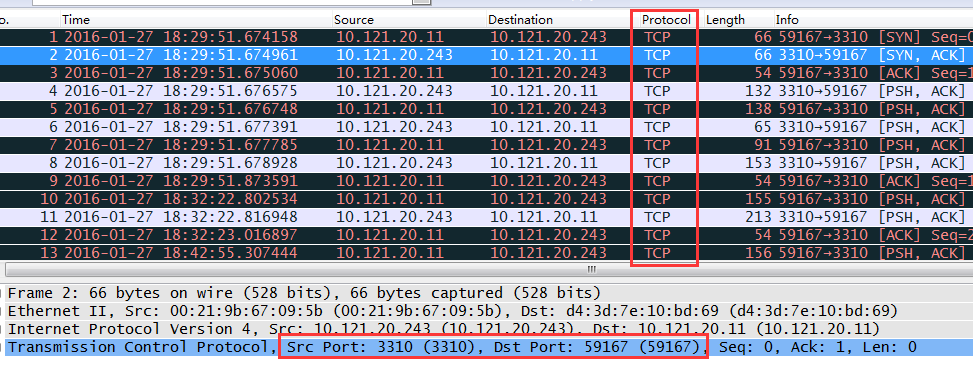 o. Time Source Destination Protocol Length Info
1 2016-01-27 18:29:51.674158 10.121.20.11 10.121.20.243 TCP 66 59167→3310 [SYN] Seq=0
2 2016-01-27 18:29:51.674961 10.121.20.243 10.121.20.11 TCP 66 3310→59167 [SYN, ACK]
3 2016-01-27 18:29:51.675060 10.121.20.11 10.121.20.243 TCP 54 59167→3310 [ACK] Seq=1
4 2016-01-27 18:29:51.676575 10.121.20.243 10.121.20.11 TCP 132 3310→59167 [PSH, ACK]
5 2016-01-27 18:29:51.676748 10.121.20.11 10.121.20.243 TCP 138 59167→3310 [PSH, ACK]
6 2016-01-27 18:29:51.677391 10.121.20.243 10.121.20.11 TCP 65 3310→59167 [PSH, ACK]
7 2016-01-27 18:29:51.677785 10.121.20.11 10.121.20.243 TCP 91 59167→3310 [PSH, ACK]
8 2016-01-27 18:29:51.678928 10.121.20.243 10.121.20.11 TCP 153 3310→59167 [PSH, ACK]
9 2016-01-27 18:29:51.873591 10.121.20.11 10.121.20.243 TCP 54 59167→3310 [ACK] Seq=1
10 2016-01-27 18:32:22.802534 10.121.20.11 10.121.20.243 TCP 155 59167→3310 [PSH, ACK]
11 2016-01-27 18:32:22.816948 10.121.20.243 10.121.20.11 TCP 213 3310→59167 [PSH, ACK]
12 2016-01-27 18:32:23.016897 10.121.20.11 10.121.20.243 TCP 54 59167→3310 [ACK] Seq=2
13 2016-01-27 18:42:55.307444 10.121.20.11 10.121.20.243 TCP 156 59167→3310 [PSH, ACK]
Frame 2: 66 bytes on wire (528 bits), 66 bytes captured (528 bits)
Ethernet II, Src: 00:21:9b:67:09:5b (00:21:9b:67:09:5b), Dst: d4:3d:7e:10:bd:69 (d4:3d:7e:10:bd:69)
Internet Protocol Version 4, Src: 10.121.20.243 (10.121.20.243), Dst: 10.121.20.11 (10.121.20.11)
Transmission Control Protocol, Src Port: 3310 (3310), Dst Port: 59167 (59167), Seq: 0, Ack: 1, Len: 0